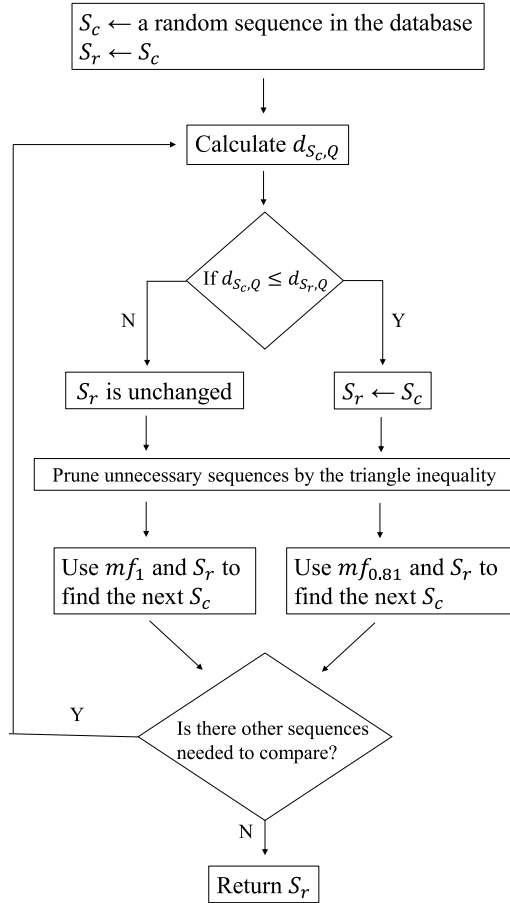 S_c ← a random sequence in the database
S_r ← S_c
Calculate d_{S_c,Q}
If d_{S_c,Q} ≤ d_{S_r,Q}
N
Y
S_r is unchanged
S_r ← S_c
Prune unnecessary sequences by the triangle inequality
Use mf_1 and S_r to
find the next S_c
Use mf_{0.81} and S_r to
find the next S_c
Y
Is there other sequences
needed to compare?
N
Return S_r